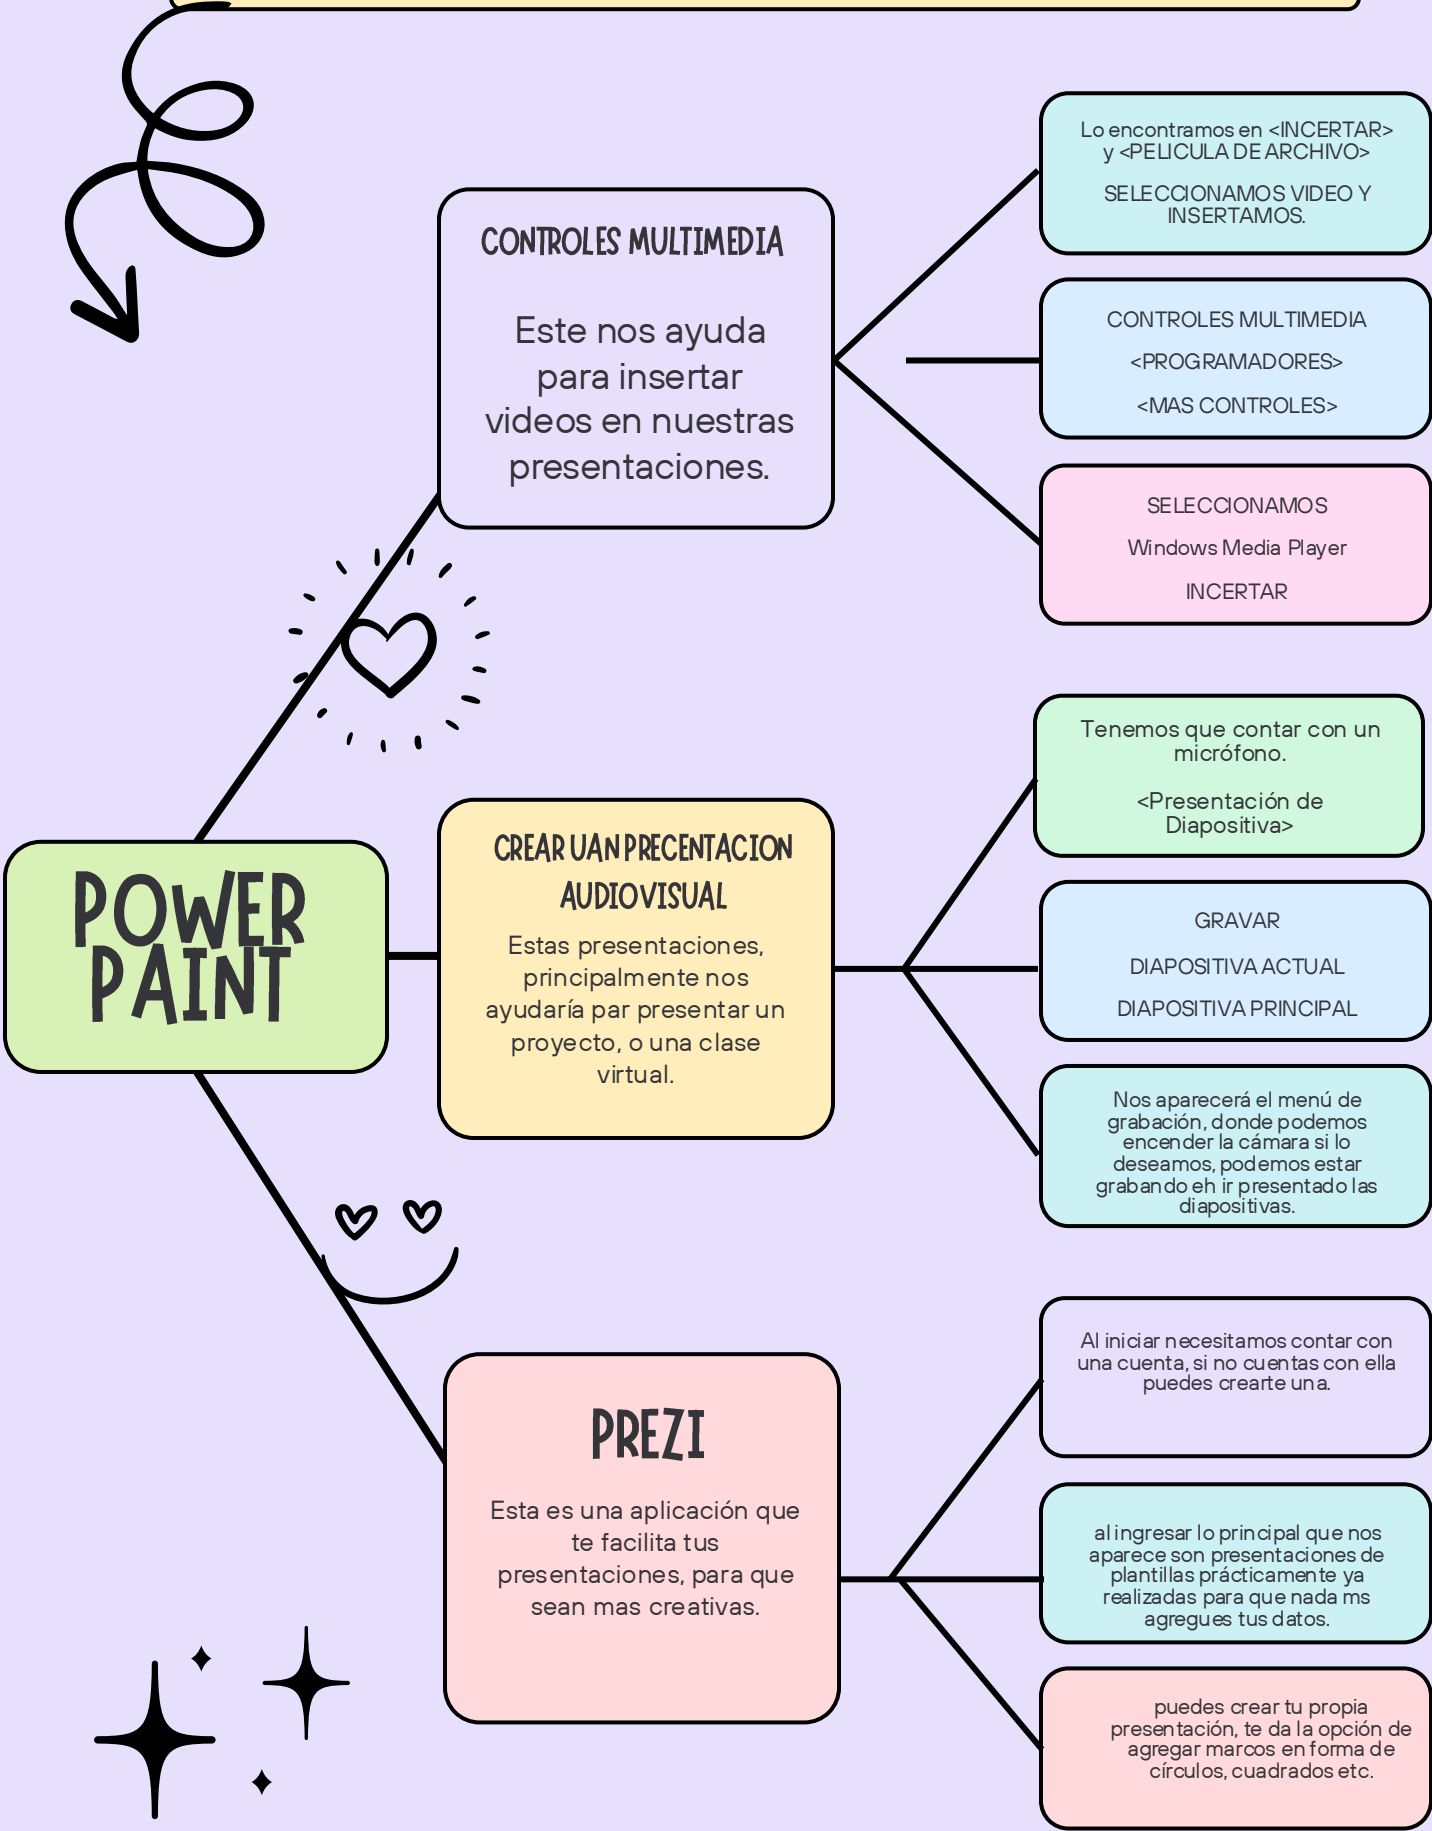 Lo encontramos en <INCERTAR>
y <PELICULA DE ARCHIVO>
SELECCIONAMOS VIDEO Y
INSERTAMOS.
CONTROLES MULTIMEDIA
Este nos ayuda
para insertar
videos en nuestras
presentaciones.
CONTROLES MULTIMEDIA
<PROGRAMADORES>
<MAS CONTROLES>
SELECCIONAMOS
Windows Media Player
INCERTAR
POWER
PAINT
CREAR UAN PRECENTACION
AUDIOVISUAL
Estas presentaciones,
principalmente nos
ayudaría par presentar un
proyecto, o una clase
virtual.
Tenemos que contar con un
micrófono.
<Presentación de
Diapositiva>
GRAVAR
DIAPOSITIVA ACTUAL
DIAPOSITIVA PRINCIPAL
Nos aparecerá el menú de
grabación, donde podemos
encender la cámara si lo
deseamos, podemos estar
grabando eh ir presentado las
diapositivas.
PREZI
Esta es una aplicación que
te facilita tus
presentaciones, para que
sean mas creativas.
Al iniciar necesitamos contar con
una cuenta, si no cuentas con ella
puedes crearte una.
al ingresar lo principal que nos
aparece son presentaciones de
plantillas prácticamente ya
realizadas para que nada ms
agregues tus datos.
puedes crear tu propia
presentación, te da la opción de
agregar marcos en forma de
círculos, cuadrados etc.